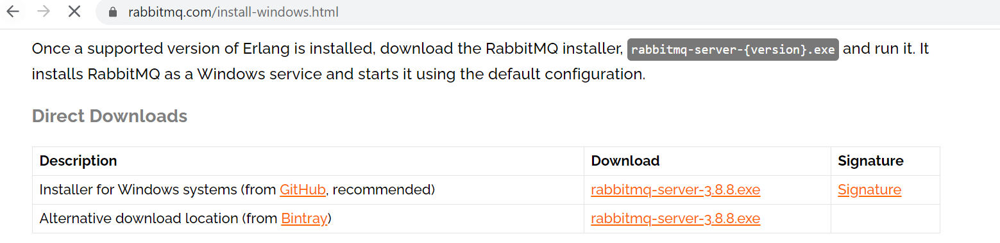 rabbitmq.com/install-windows.html
Once a supported version of Erlang is installed, download the RabbitMQ installer, rabbitmq-server-{version}.exe and run it. It
installs RabbitMQ as a Windows service and starts it using the default configuration.
Direct Downloads
Description Download Signature
Installer for Windows systems (from GitHub, recommended) rabbitmq-server-3.8.8.exe Signature
Alternative download location (from Bintray) rabbitmq-server-3.8.8.exe